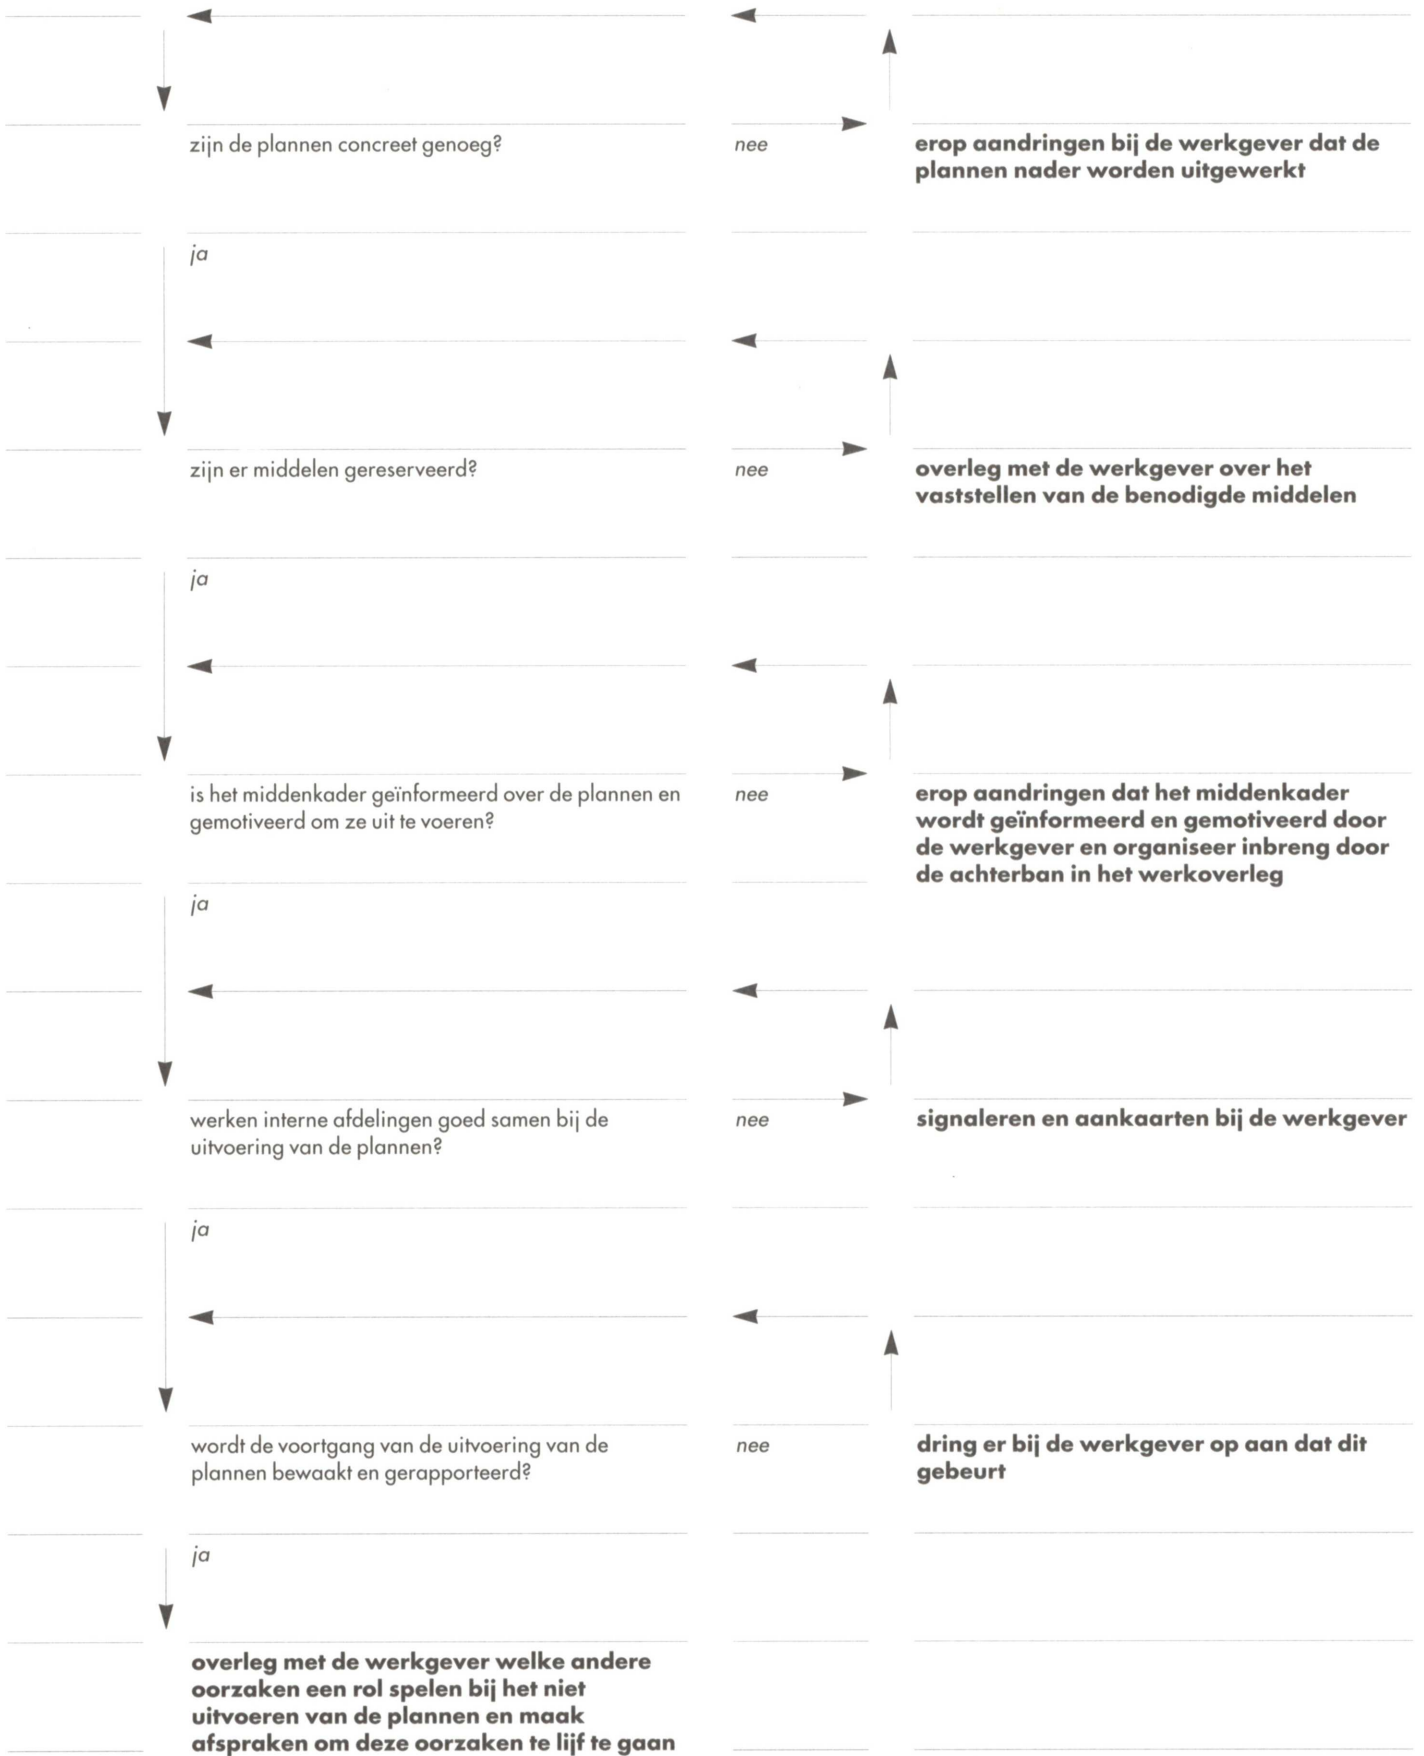 zijn de plannen concreet genoeg?
nee
erop aandringen bij de werkgever dat de
plannen nader worden uitgewerkt
ja
zijn er middelen gereserveerd?
nee
overleg met de werkgever over het
vaststellen van de benodigde middelen
ja
is het middenkader geïnformeerd over de plannen en
gemotiveerd om ze uit te voeren?
nee
erop aandringen dat het middenkader
wordt geïnformeerd en gemotiveerd door
de werkgever en organiseer inbreng door
de achterban in het werkoverleg
ja
werken interne afdelingen goed samen bij de
uitvoering van de plannen?
nee
signaleren en aankaarten bij de werkgever
ja
wordt de voortgang van de uitvoering van de
plannen bewaakt en gerapporteerd?
nee
dring er bij de werkgever op aan dat dit
gebeurt
ja
overleg met de werkgever welke andere
oorzaken een rol spelen bij het niet
uitvoeren van de plannen en maak
afspraken om deze oorzaken te lijf te gaan